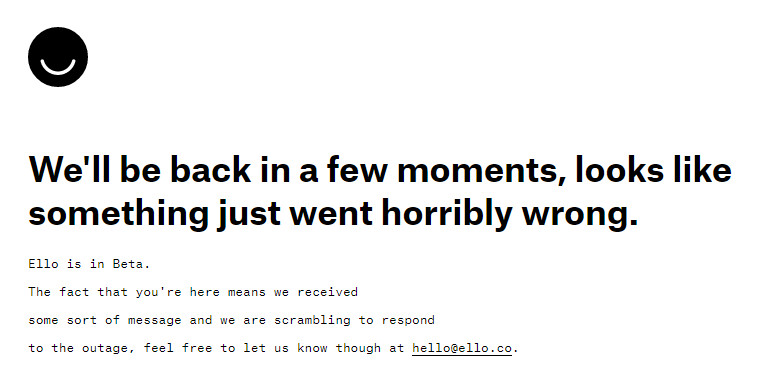 We'll be back in a few moments, looks like
something just went horribly wrong.
Ello is in Beta.
The fact that you're here means we received
some sort of message and we are scrambling to respond
to the outage, feel free to let us know though at hello@ello.co.